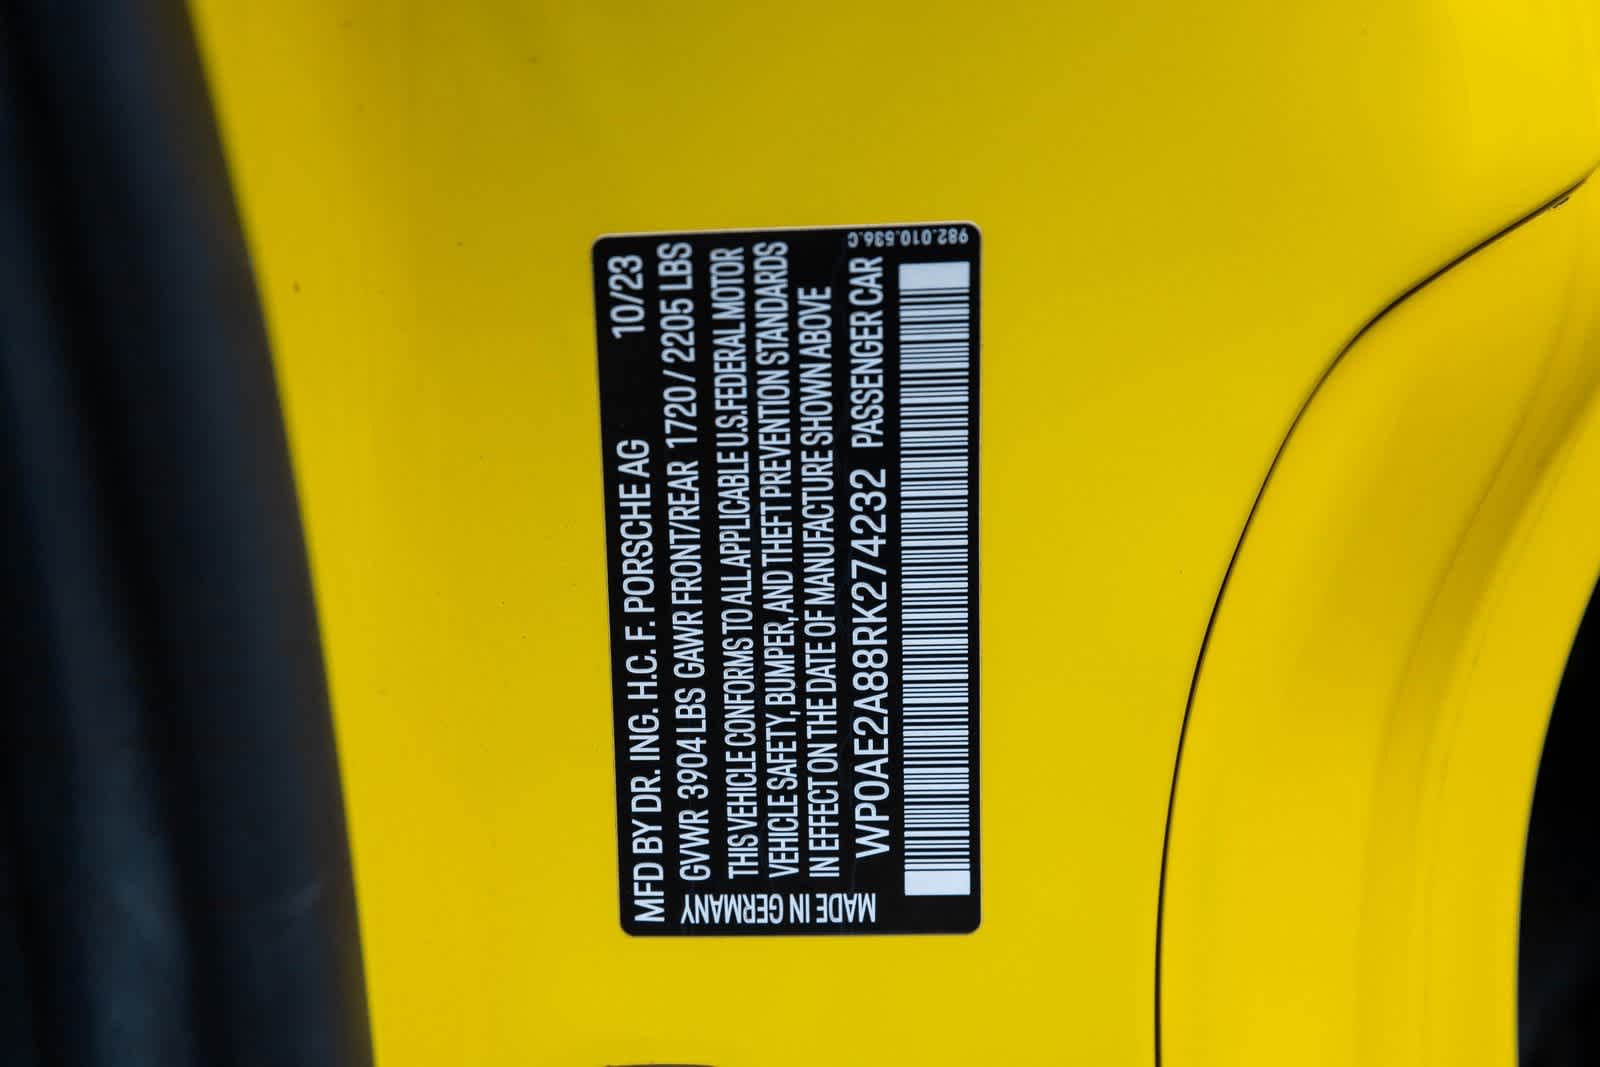 MFD BY DR. ING. H.C. F. PORSCHE AG 10/23
GVWR 3904 LBS GAWR FRONT/REAR 1720 / 2205 LBS
THIS VEHICLE CONFORMS TO ALL APPLICABLE U.S. FEDERAL MOTOR
VEHICLE SAFETY, BUMPER, AND THEFT PREVENTION STANDARDS
IN EFFECT ON THE DATE OF MANUFACTURE SHOWN ABOVE
WP0AE2A88RK274232 PASSENGER CAR
MADE IN GERMANY
982.010.536.C